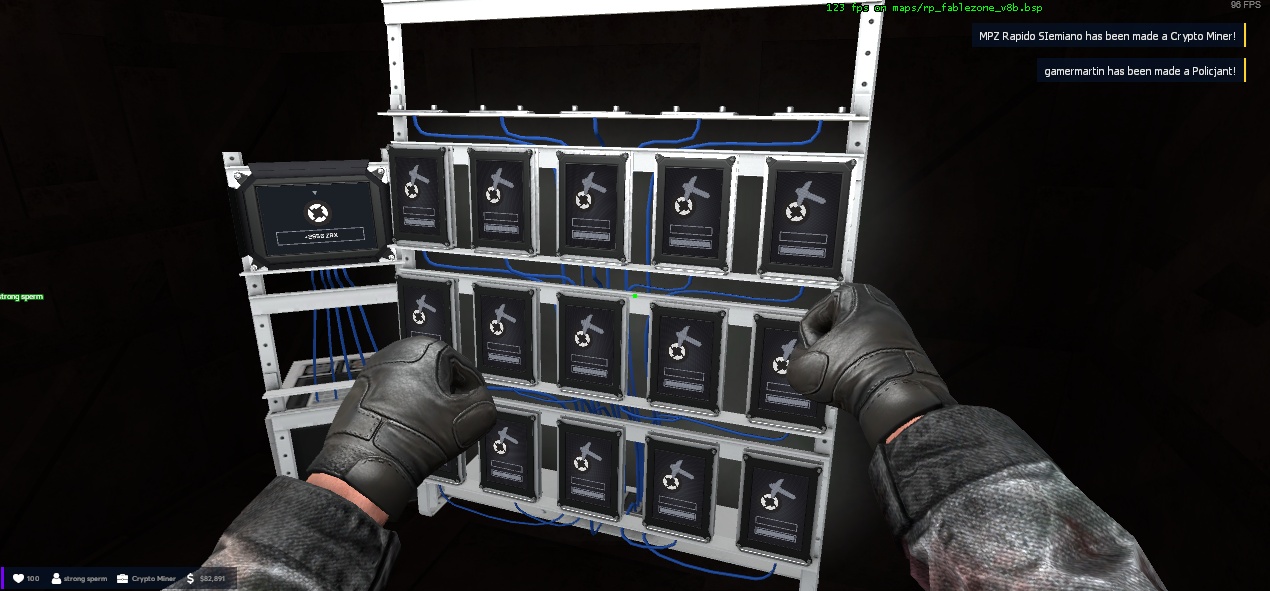 123 fps on maps/rp_fablezone_v8b.bsp
96 FPS
MPZ Rapido SIemiano has been made a Crypto Miner!
gamermartin has been made a Policjant!
strong sperm
100 strong sperm Crypto Miner $ $82,891